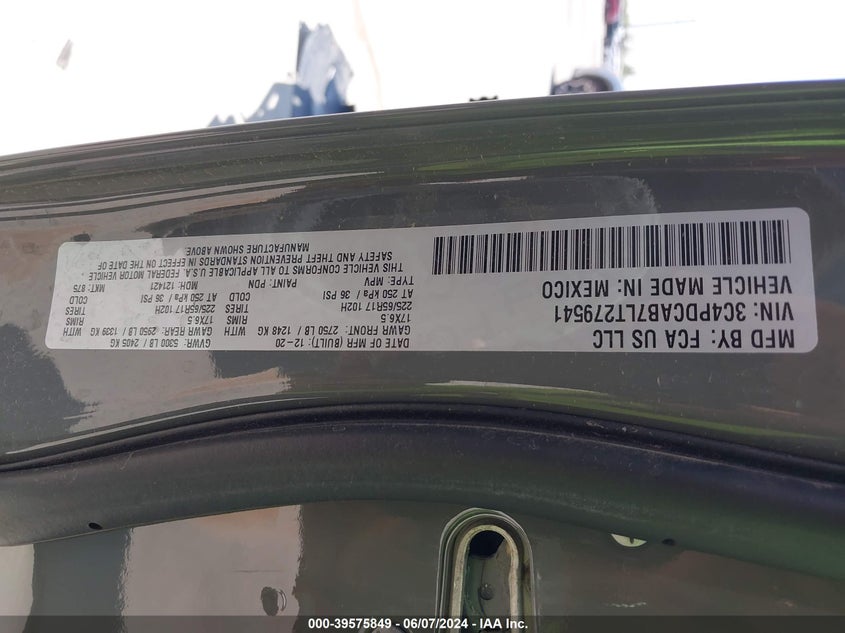 MFD BY: FCA US LLC
VIN: 3C4PDCAB7LT279541
VEHICLE MADE IN: MEXICO
DATE OF MFR (BUILT): 12-20 GVWR: 5300 LB / 2405 KG
GAWR FRONT: 2750 LB / 1248 KG WITH GAWR REAR: 2950 LB / 1339 KG WITH
17X6.5 RIMS 17X6.5 RIMS
225/65R17 102H TIRES 225/65R17 102H TIRES
AT 250 kPa / 36 PSI COLD AT 250 kPa / 36 PSI COLD
TYPE: MPV PAINT: PDN MDH: 121421 MKT: 875
THIS VEHICLE CONFORMS TO ALL APPLICABLE U.S.A. FEDERAL MOTOR VEHICLE
SAFETY AND THEFT PREVENTION STANDARDS IN EFFECT ON THE DATE OF
MANUFACTURE SHOWN ABOVE
000-39575849 - 06/07/2024 - IAA Inc.